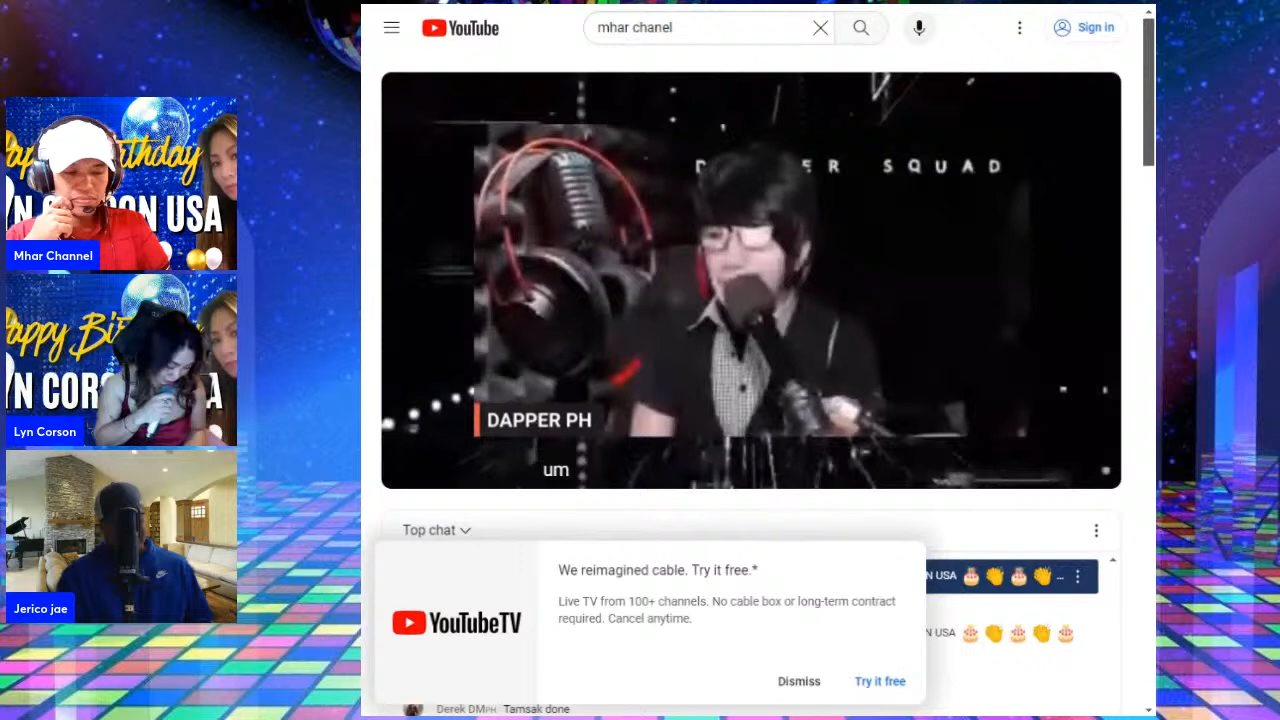 YouTube
mhar chanel
Sign in
Birthday
N CORSON USA
Mhar Channel
Happy Bi
N COR
A
Lyn Corson
Jerico jae
SQUAD
DAPPER PH
um
Top chat
We reimagined cable. Try it free.*
Live TV from 100+ channels. No cable box or long-term contract
required. Cancel anytime.
YouTubeTV
Dismiss
Try it free
N USA 🎂 👏 🎂 👏 ...
N USA 🎂 👏 🎂 👏 🎂
Derek DMPH Tamsak done